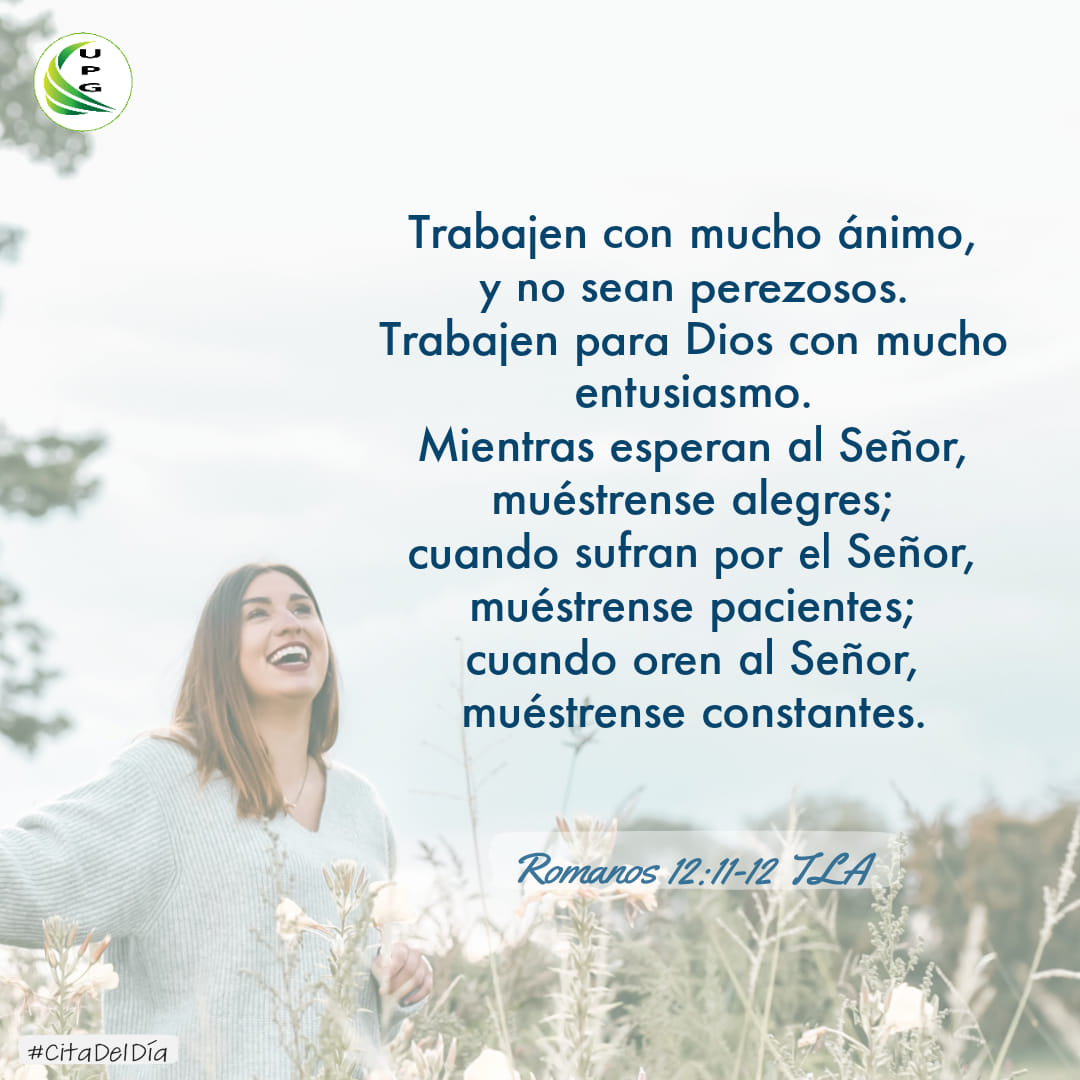 UPG
Trabajen con mucho ánimo,
y no sean perezosos.
Trabajen para Dios con mucho
entusiasmo.
Mientras esperan al Señor,
muéstrense alegres;
cuando sufran por el Señor,
muéstrense pacientes;
cuando oren al Señor,
muéstrense constantes.
Romanos 12:11-12 TLA
#CitaDelDía